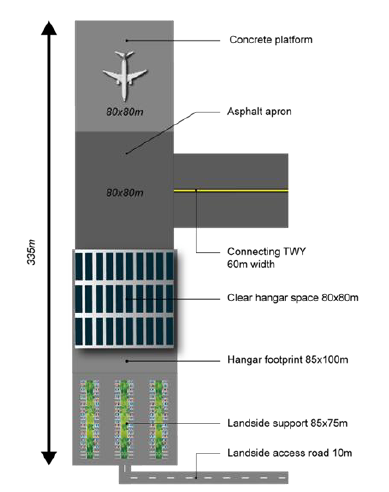 Concrete platform
80x80m
Asphalt apron
80x80m
335m
Connecting TWY
60m width
Clear hangar space 80x80m
Hangar footprint 85x100m
Landside support 85x75m
Landside access road 10m